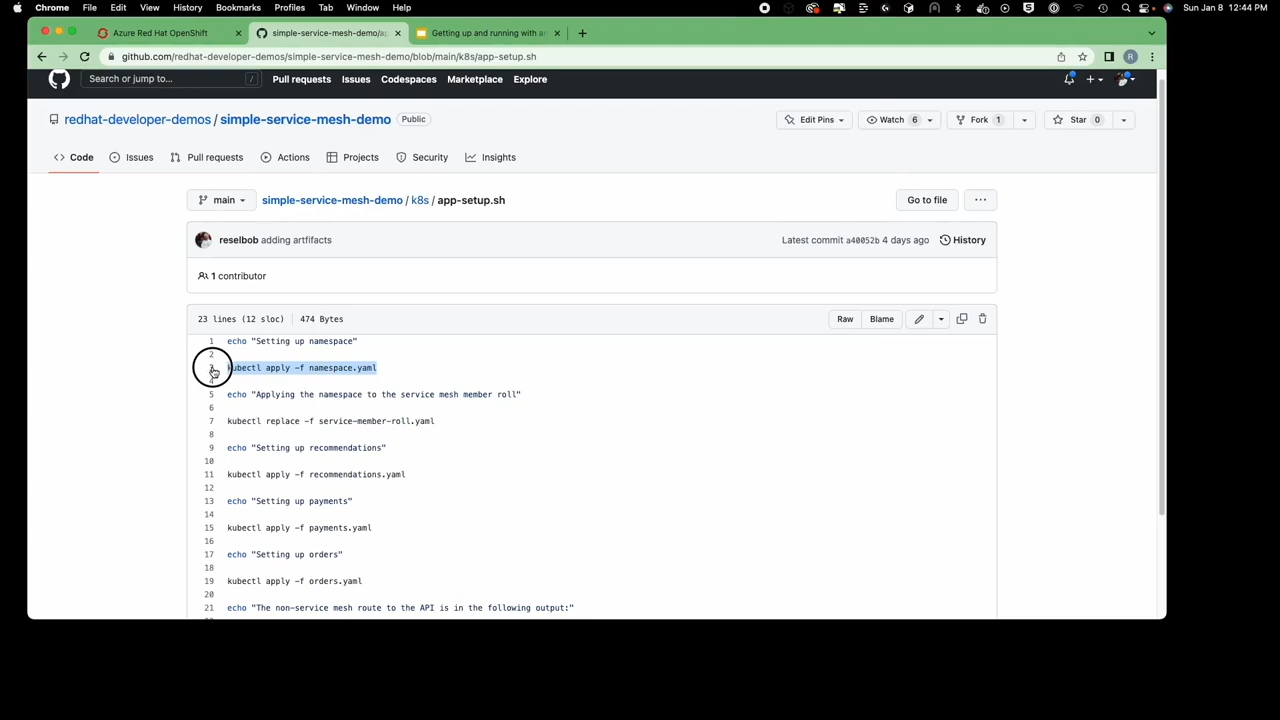 Chrome File Edit View History Bookmarks Profiles Tab Window Help Sun Jan 8 12:44 PM
Azure Red Hat OpenShift × simple-service-mesh-demo/ap × Getting up and running with an × +
github.com/redhat-developer-demos/simple-service-mesh-demo/blob/main/k8s/app-setup.sh R
Search or jump to... / Pull requests Issues Codespaces Marketplace Explore
redhat-developer-demos / simple-service-mesh-demo Public Edit Pins Watch 6 Fork 1 Star 0
Code Issues Pull requests Actions Projects Security Insights
main simple-service-mesh-demo / k8s / app-setup.sh Go to file ...
reselbob adding artfifacts Latest commit a40052b 4 days ago History
1 contributor
23 lines (12 sloc) 474 Bytes Raw Blame
1 echo "Setting up namespace"
2
kubectl apply -f namespace.yaml
5 echo "Applying the namespace to the service mesh member roll"
6
7 kubectl replace -f service-member-roll.yaml
8
9 echo "Setting up recommendations"
10
11 kubectl apply -f recommendations.yaml
12
13 echo "Setting up payments"
14
15 kubectl apply -f payments.yaml
16
17 echo "Setting up orders"
18
19 kubectl apply -f orders.yaml
20
21 echo "The non-service mesh route to the API is in the following output:"